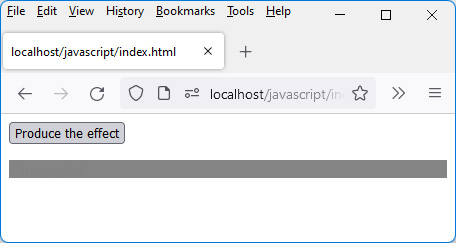 File Edit View History Bookmarks Tools Help
localhost/javascript/index.html
localhost/javascript/in
Produce the effect